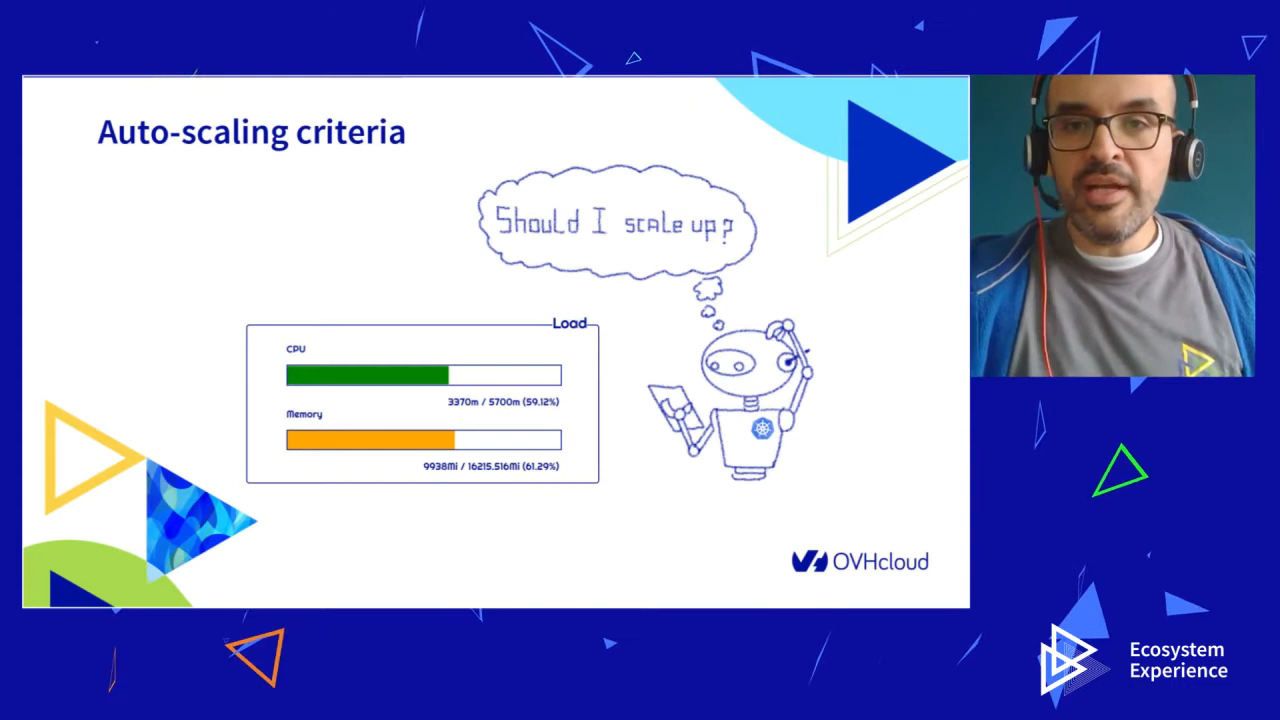 Auto-scaling criteria
Should I scale up?
Load
CPU
3370m / 5700m (59.12%)
Memory
9938Mi / 16215.516Mi (61.29%)
OVHcloud
Ecosystem
Experience